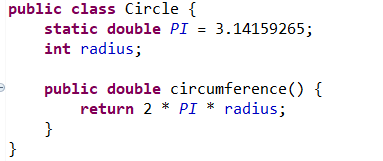 public class Circle {
    static double PI = 3.14159265;
    int radius;

    public double circumference() {
        return 2 * PI * radius;
    }
}